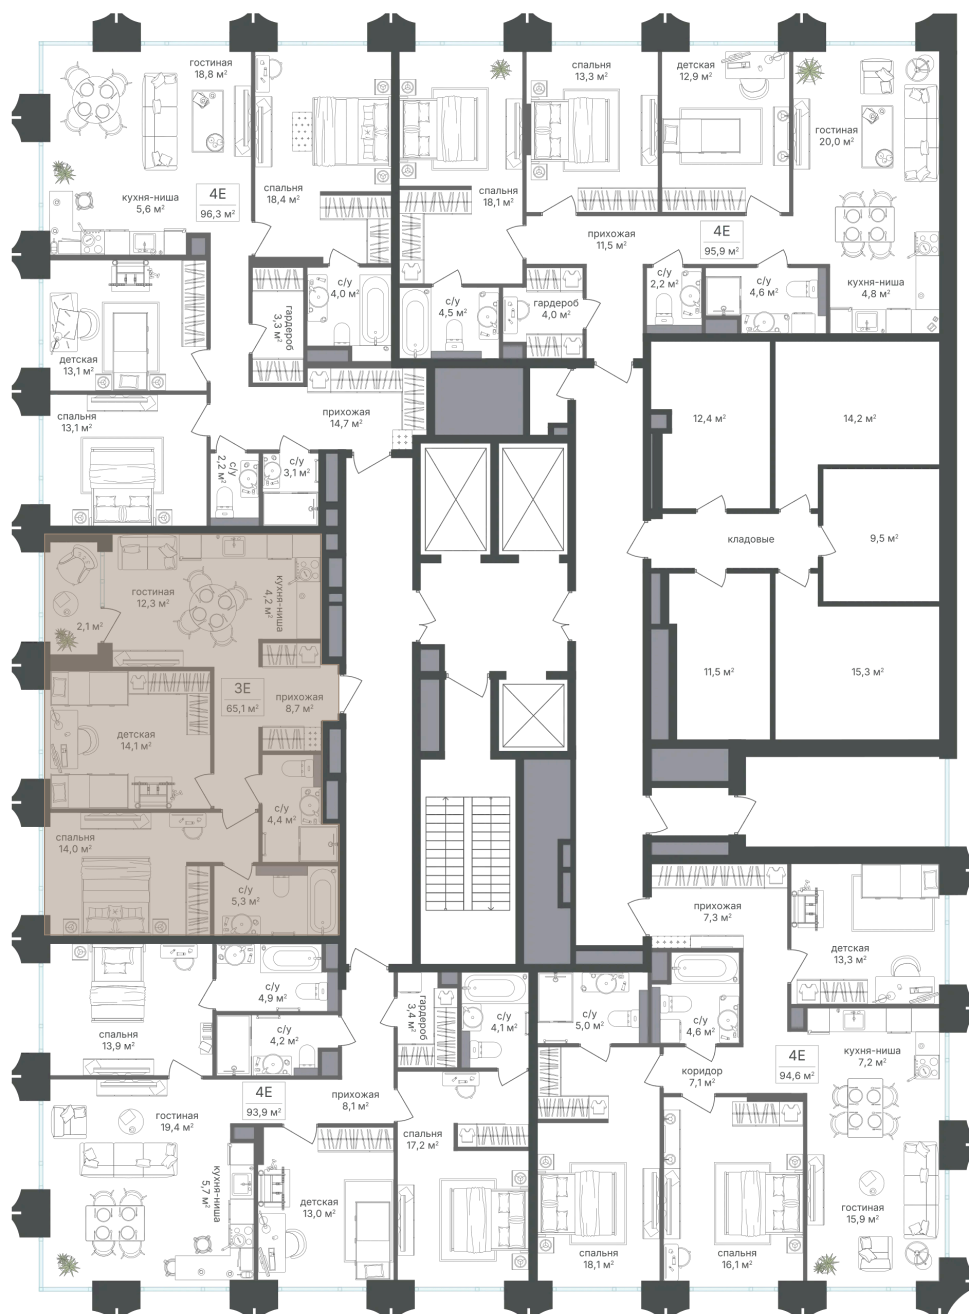 гостиная
18,8 м²
кухня-ниша
5,6 м²
4Е
96,3 м²
спальня
18,4 м²
спальня
18,1 м²
спальня
13,3 м²
детская
12,9 м²
гостиная
20,0 м²
прихожая
11,5 м²
4Е
95,9 м²
с/у
2,2 м²
с/у
4,6 м²
кухня-ниша
4,8 м²
с/у
4,0 м²
гардероб
3,3 м²
с/у
4,5 м²
гардероб
4,0 м²
детская
13,1 м²
спальня
13,1 м²
прихожая
14,7 м²
с/у
2,2 м²
с/у
3,1 м²
12,4 м²
14,2 м²
кладовые
9,5 м²
11,5 м²
15,3 м²
гостиная
12,3 м²
кухня-ниша
4,2 м²
2,1 м²
3Е
65,1 м²
прихожая
8,7 м²
детская
14,1 м²
с/у
4,4 м²
спальня
14,0 м²
с/у
5,3 м²
прихожая
7,3 м²
детская
13,3 м²
спальня
13,9 м²
с/у
4,9 м²
с/у
4,2 м²
гардероб
3,4 м²
с/у
4,1 м²
с/у
5,0 м²
с/у
4,6 м²
коридор
7,1 м²
4Е
94,6 м²
кухня-ниша
7,2 м²
4Е
93,9 м²
прихожая
8,1 м²
гостиная
19,4 м²
кухня-ниша
5,7 м²
спальня
17,2 м²
детская
13,0 м²
спальня
18,1 м²
спальня
16,1 м²
гостиная
15,9 м²